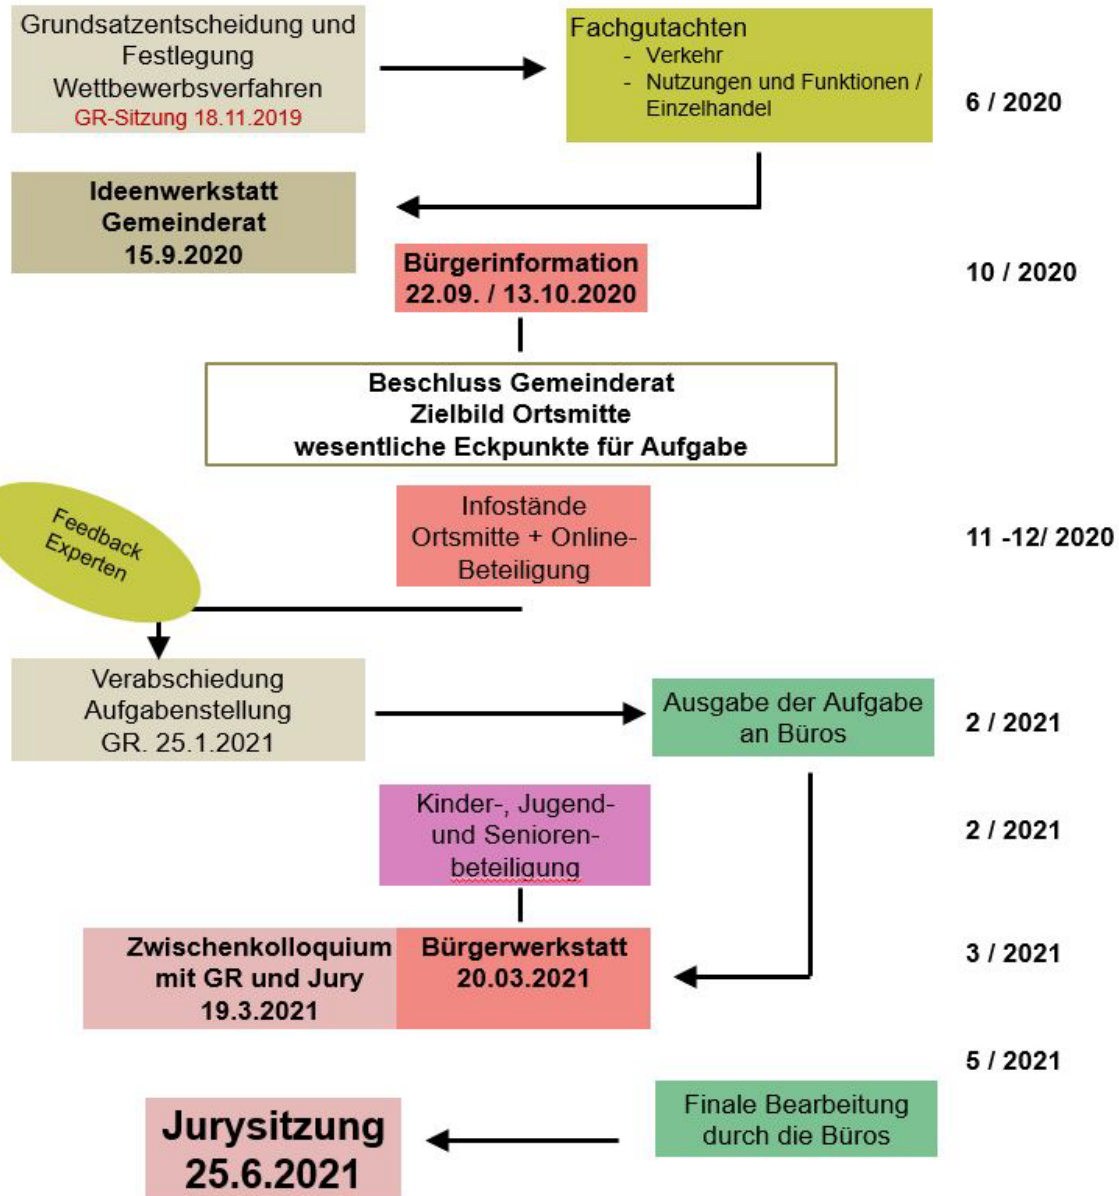 Grundsatzentscheidung und
Festlegung
Wettbewerbsverfahren
GR-Sitzung 18.11.2019
Fachgutachten
- Verkehr
- Nutzungen und Funktionen /
Einzelhandel
6 / 2020
Ideenwerkstatt
Gemeinderat
15.9.2020
Bürgerinformation
22.09. / 13.10.2020
10 / 2020
Beschluss Gemeinderat
Zielbild Ortsmitte
wesentliche Eckpunkte für Aufgabe
Feedback
Experten
Infostände
Ortsmitte + Online-
Beteiligung
11 -12/ 2020
Verabschiedung
Aufgabenstellung
GR. 25.1.2021
Ausgabe der Aufgabe
an Büros
2 / 2021
Kinder-, Jugend-
und Senioren-
beteiligung
2 / 2021
Zwischenkolloquium
mit GR und Jury
19.3.2021
Bürgerwerkstatt
20.03.2021
3 / 2021
5 / 2021
Finale Bearbeitung
durch die Büros
Jurysitzung
25.6.2021